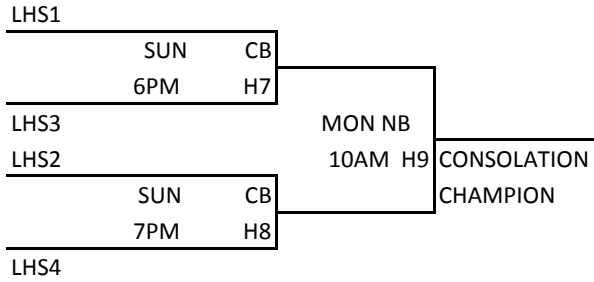 LHS1
SUN CB
6PM H7
LHS3 MON NB
LHS2 10AM H9 CONSOLATION
SUN CB CHAMPION
7PM H8
LHS4